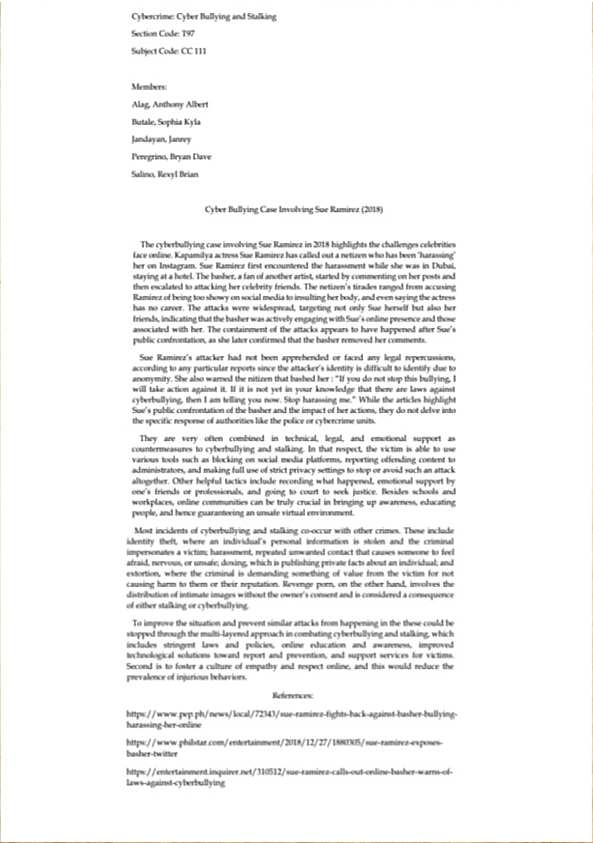 Cybercrime: Cyber Bullying and Stalking
Section Code: T97
Subject Code: CC 111
Members:
Alag, Anthony Albert
Butale, Sophia Kyla
Jandayan, Janrey
Peregrino, Bryan Dave
Salino, Rexyl Brian
Cyber Bullying Case Involving Sue Ramirez (2018)
The cyberbullying case involving Sue Ramirez in 2018 highlights the challenges celebrities
face online. Kapamilya actress Sue Ramirez has called out a netizen who has been 'harassing'
her on Instagram. Sue Ramirez first encountered the harassment while she was in Dubai,
staying at a hotel. The basher, a fan of another artist, started by commenting on her posts and
then escalated to attacking her celebrity friends. The netizen's tirades ranged from accusing
Ramirez of being too showy on social media to insulting her body, and even saying the actress
has no career. The attacks were widespread, targeting not only Sue herself but also her
friends, indicating that the basher was actively engaging with Sue's online presence and those
associated with her. The containment of the attacks appears to have happened after Sue's
public confrontation, as she later confirmed that the basher removed her comments.
Sue Ramirez's attacker had not been apprehended or faced any legal repercussions,
according to any particular reports since the attacker's identity is difficult to identify due to
anonymity. She also warned the nitizen that bashed her : "If you do not stop this bullying, I
will take action against it. If it is not yet in your knowledge that there are laws against
cyberbullying, then I am telling you now. Stop harassing me." While the articles highlight
Sue's public confrontation of the basher and the impact of her actions, they do not delve into
the specific response of authorities like the police or cybercrime units.
They are very often combined in technical, legal, and emotional support as
countermeasures to cyberbullying and stalking. In that respect, the victim is able to use
various tools such as blocking on social media platforms, reporting offending content to
administrators, and making full use of strict privacy settings to stop or avoid such an attack
altogether. Other helpful tactics include recording what happened, emotional support by
one's friends or professionals, and going to court to seek justice. Besides schools and
workplaces, online communities can be truly crucial in bringing up awareness, educating
people, and hence guaranteeing an unsafe virtual environment.
Most incidents of cyberbullying and stalking co-occur with other crimes. These include
identity theft, where an individual's personal information is stolen and the criminal
impersonates a victim; harassment, repeated unwanted contact that causes someone to feel
afraid, nervous, or unsafe; doxing, which is publishing private facts about an individual; and
extortion, where the criminal is demanding something of value from the victim for not
causing harm to them or their reputation. Revenge porn, on the other hand, involves the
distribution of intimate images without the owner's consent and is considered a consequence
of either stalking or cyberbullying.
To improve the situation and prevent similar attacks from happening in the these could be
stopped through the multi-layered approach in combating cyberbullying and stalking, which
includes stringent laws and policies, online education and awareness, improved
technological solutions toward report and prevention, and support services for victims.
Second is to foster a culture of empathy and respect online, and this would reduce the
prevalence of injurious behaviors.
References:
https://www.pep.ph/news/local/72343/sue-ramirez-fights-back-against-basher-bullying-
harassing-her-online
https://www.philstar.com/entertainment/2018/12/27/1880305/sue-ramirez-exposes-
basher-twitter
https://entertainment.inquirer.net/310512/sue-ramirez-calls-out-online-basher-warns-of-
laws-against-cyberbullying